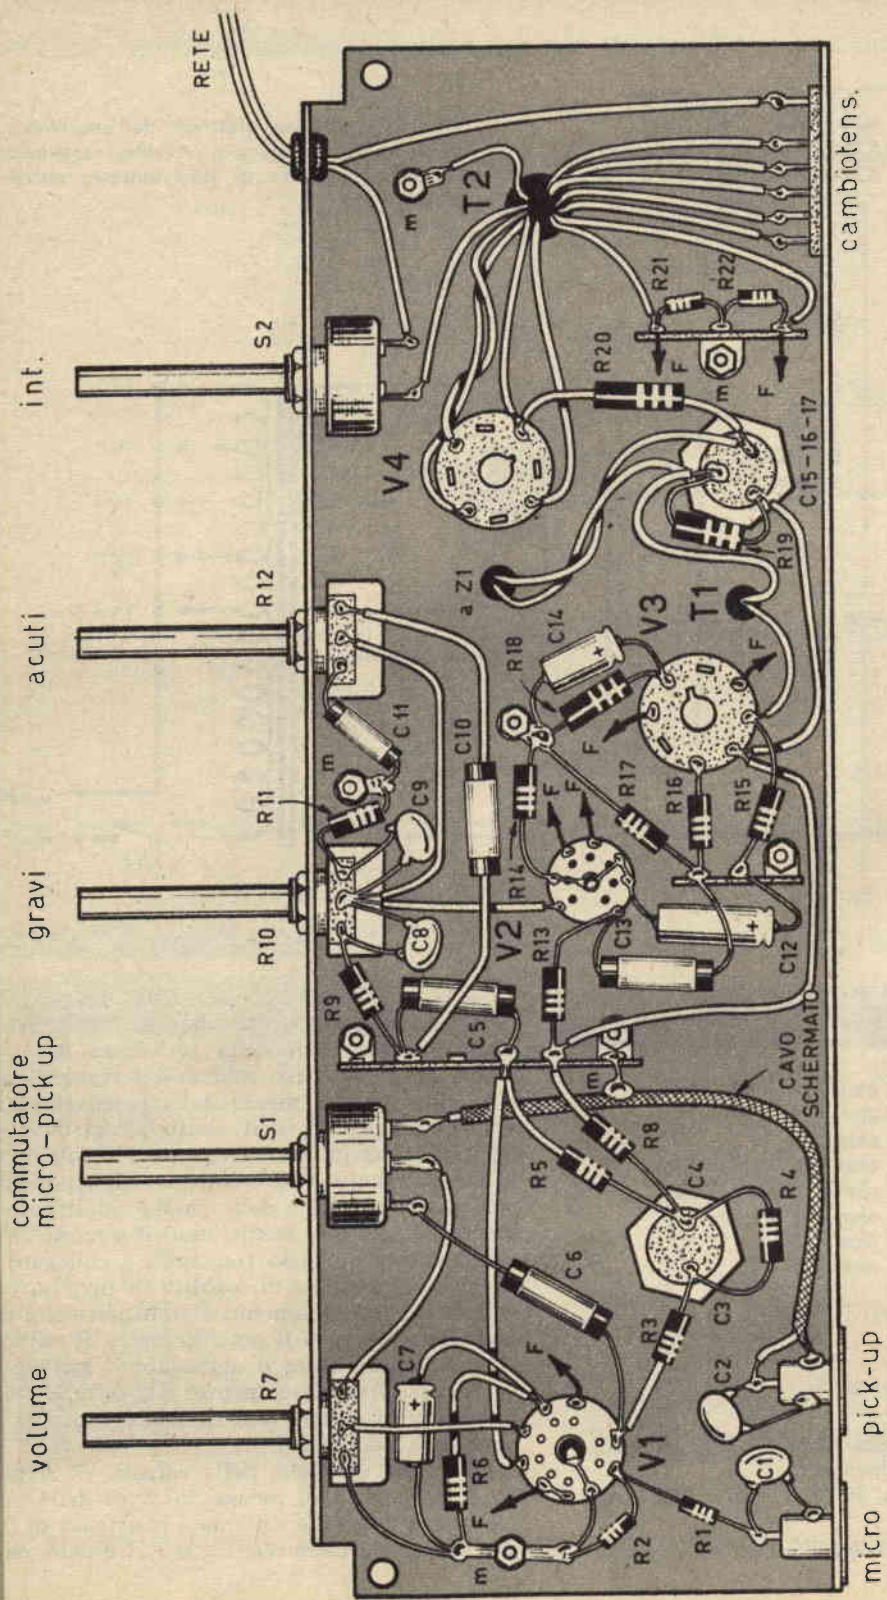 volume
commutatore
micro-pick up
gravi
acuti
int.
RETE
R7
S1
R10
R12
S2
R11
m
C11
C9
C8
R9
C10
C5
V2
R13
R14
F
F
R18
C14
a Z1
V4
m
T2
C7
R6
F
F
m
R2
V1
R1
C6
R5
R8
m
R3
C3
C4
R4
CAVO
SCHERMATO
C13
C12
R17
R16
R15
F
V3
F
T1
R19
C15-16-17
R20
R21
R22
F
m
F
C1
C2
micro
pick-up
cambiotens.